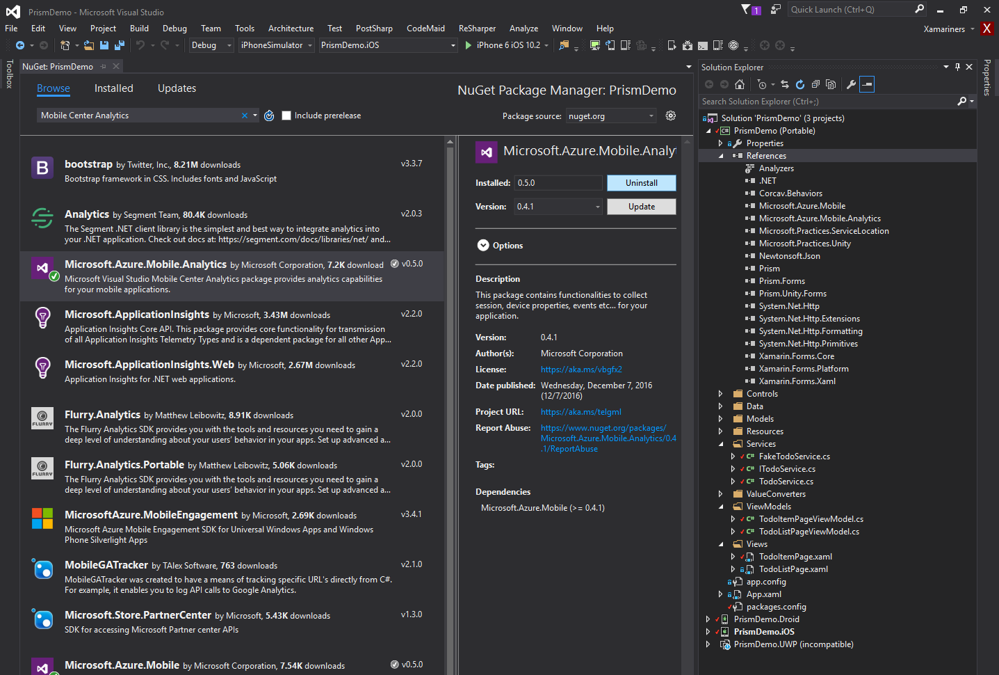 PrismDemo - Microsoft Visual Studio
1
Quick Launch (Ctrl+Q)
File Edit View Project Build Debug Team Tools Architecture Test PostSharp CodeMaid ReSharper Analyze Window Help
Xamariners X
Debug iPhoneSimulator PrismDemo.iOS iPhone 6 iOS 10.2
Toolbox
NuGet: PrismDemo
Browse Installed Updates
NuGet Package Manager: PrismDemo
Mobile Center Analytics
Include prerelease
Package source: nuget.org
B
bootstrap by Twitter, Inc., 8.21M downloads v3.3.7
Bootstrap framework in CSS. Includes fonts and JavaScript
Analytics by Segment Team, 80.4K downloads v2.0.3
The Segment .NET client library is the simplest and best way to integrate analytics into
your .NET application. Check out docs at: https://segment.com/docs/libraries/net/ and...
Microsoft.Azure.Mobile.Analytics by Microsoft Corporation, 7.2K download v0.5.0
Microsoft Visual Studio Mobile Center Analytics package provides analytics capabilities
for your mobile applications.
Microsoft.ApplicationInsights by Microsoft, 3.43M downloads v2.2.0
Application Insights Core API. This package provides core functionality for transmission
of all Application Insights Telemetry Types and is a dependent package for all other App...
Microsoft.ApplicationInsights.Web by Microsoft, 2.67M downloads v2.2.0
Application Insights for .NET web applications.
FLURRY
Flurry.Analytics by Matthew Leibowitz, 8.91K downloads v2.0.0
The Flurry Analytics SDK provides you with the tools and resources you need to gain a
deep level of understanding about your users' behavior in your apps. Set up advanced a...
FLURRY
Flurry.Analytics.Portable by Matthew Leibowitz, 5.06K downloads v2.0.0
The Flurry Analytics SDK provides you with the tools and resources you need to gain a
deep level of understanding about your users' behavior in your apps. Set up advanced a...
MicrosoftAzure.MobileEngagement by Microsoft, 2.69K downloads v3.4.1
Microsoft Azure Mobile Engagement SDK for Universal Windows Apps and Windows
Phone Silverlight Apps
MobileGATracker by TAlex Software, 763 downloads v2.1.0
MobileGATracker was created to have a means of tracking specific URL's directly from C#.
For example, it enables you to log API calls to Google Analytics.
Microsoft.Store.PartnerCenter by Microsoft, 5.43K downloads v1.3.0
SDK for accessing Microsoft Partner center APIs
Microsoft.Azure.Mobile by Microsoft Corporation, 7.54K downloads v0.5.0
Microsoft.Azure.Mobile.Analyt
Installed: 0.5.0 Uninstall
Version: 0.4.1 Update
Options
Description
This package contains functionalities to collect
session, device properties, events etc... for your
application.
Version: 0.4.1
Author(s): Microsoft Corporation
License: https://aka.ms/vbgfx2
Date published: Wednesday, December 7, 2016
(12/7/2016)
Project URL: https://aka.ms/telgml
Report Abuse: https://www.nuget.org/packages/
Microsoft.Azure.Mobile.Analytics/0.4
.1/ReportAbuse
Tags:
Dependencies
Microsoft.Azure.Mobile (>= 0.4.1)
Solution Explorer
Search Solution Explorer (Ctrl+;)
Solution 'PrismDemo' (3 projects)
C# PrismDemo (Portable)
Properties
References
Analyzers
.NET
Corcav.Behaviors
Microsoft.Azure.Mobile
Microsoft.Azure.Mobile.Analytics
Microsoft.Practices.ServiceLocation
Microsoft.Practices.Unity
Newtonsoft.Json
Prism
Prism.Forms
Prism.Unity.Forms
System.Net.Http
System.Net.Http.Extensions
System.Net.Http.Formatting
System.Net.Http.Primitives
Xamarin.Forms.Core
Xamarin.Forms.Platform
Xamarin.Forms.Xaml
Controls
Data
Models
Resources
Services
C# FakeTodoService.cs
C# ITodoService.cs
C# TodoService.cs
ValueConverters
ViewModels
C# TodoItemPageViewModel.cs
C# TodoListPageViewModel.cs
Views
TodoItemPage.xaml
TodoListPage.xaml
app.config
App.xaml
packages.config
PrismDemo.Droid
PrismDemo.iOS
PrismDemo.UWP (incompatible)
Properties